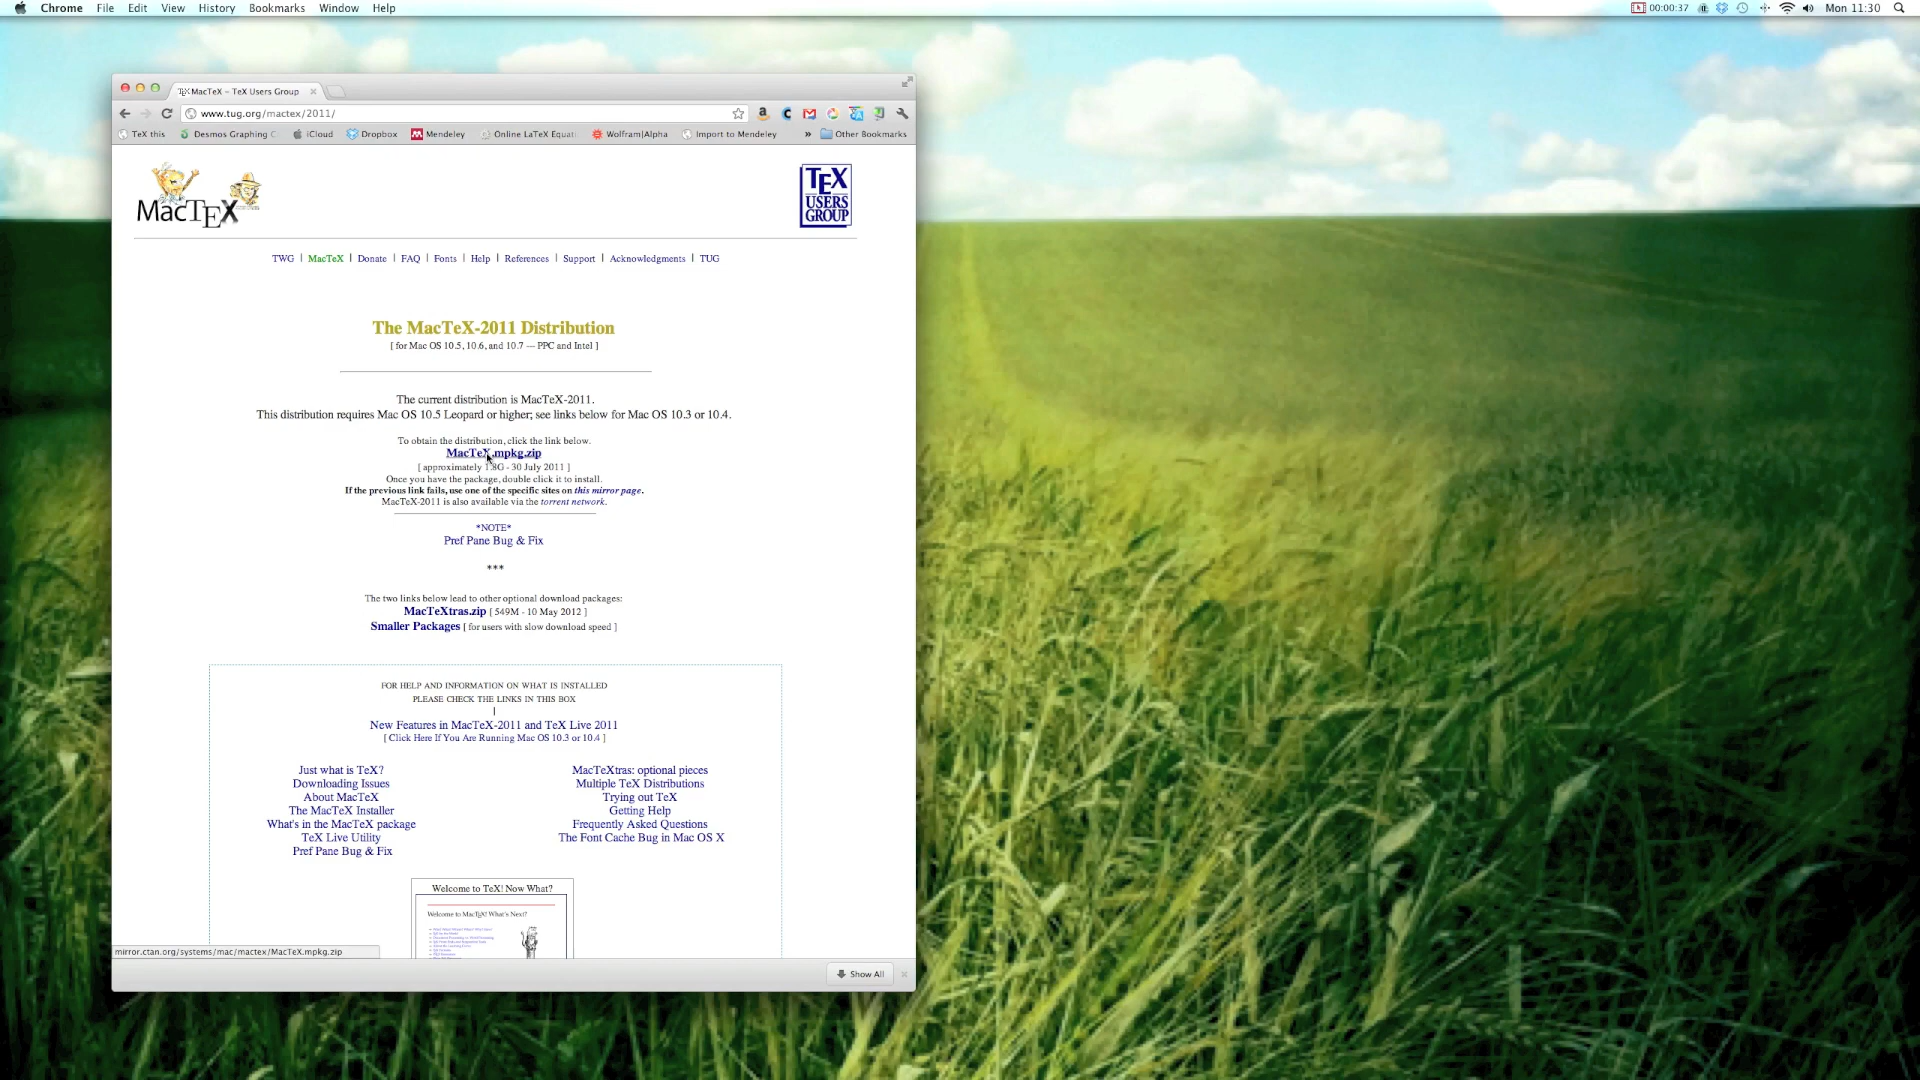 Chrome File Edit View History Bookmarks Window Help
00:00:37 Mon 11:30
MacTeX - TeX Users Group
www.tug.org/mactex/2011/
TeX this Desmos Graphing C iCloud Dropbox Mendeley Online LaTeX Equati Wolfram|Alpha Import to Mendeley » Other Bookmarks
MacTEX
TEX USERS GROUP
TWG | MacTeX | Donate | FAQ | Fonts | Help | References | Support | Acknowledgments | TUG
The MacTeX-2011 Distribution
[ for Mac OS 10.5, 10.6, and 10.7 --- PPC and Intel ]
The current distribution is MacTeX-2011.
This distribution requires Mac OS 10.5 Leopard or higher; see links below for Mac OS 10.3 or 10.4.
To obtain the distribution, click the link below.
MacTeX.mpkg.zip
[ approximately 1.8G - 30 July 2011 ]
Once you have the package, double click it to install.
If the previous link fails, use one of the specific sites on this mirror page.
MacTeX-2011 is also available via the torrent network.
*NOTE*
Pref Pane Bug & Fix
***
The two links below lead to other optional download packages:
MacTeXtras.zip [ 549M - 10 May 2012 ]
Smaller Packages [ for users with slow download speed ]
FOR HELP AND INFORMATION ON WHAT IS INSTALLED
PLEASE CHECK THE LINKS IN THIS BOX
|
New Features in MacTeX-2011 and TeX Live 2011
[ Click Here If You Are Running Mac OS 10.3 or 10.4 ]
Just what is TeX?
Downloading Issues
About MacTeX
The MacTeX Installer
What's in the MacTeX package
TeX Live Utility
Pref Pane Bug & Fix
MacTeXtras: optional pieces
Multiple TeX Distributions
Trying out TeX
Getting Help
Frequently Asked Questions
The Font Cache Bug in Mac OS X
Welcome to TeX! Now What?
Welcome to MacTeX! What's Next?
mirror.ctan.org/systems/mac/mactex/MacTeX.mpkg.zip
Show All